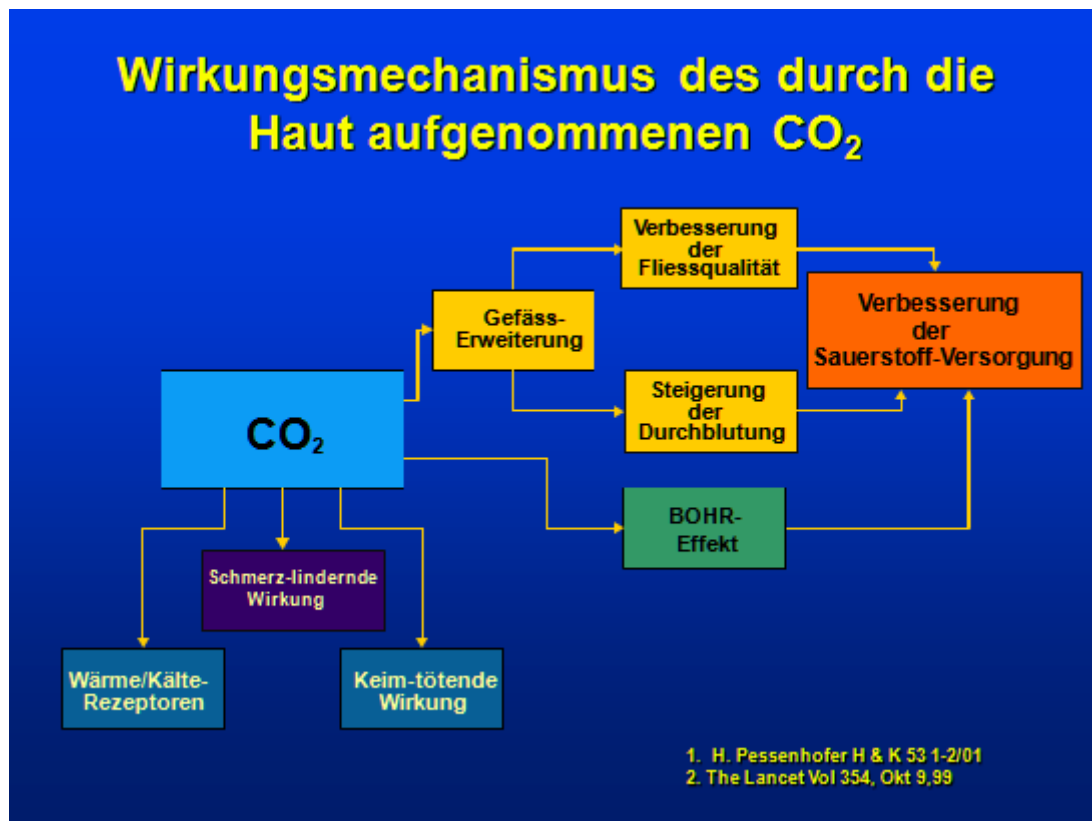 Wirkungsmechanismus des durch die
Haut aufgenommenen CO₂
Verbesserung
der
Fliessqualität
Gefäss-
Erweiterung
Verbesserung
der
Sauerstoff-Versorgung
Steigerung
der
Durchblutung
CO₂
BOHR-
Effekt
Schmerz-lindernde
Wirkung
Wärme/Kälte-
Rezeptoren
Keim-tötende
Wirkung
1. H. Pessenhofer H & K 53 1-2/01
2. The Lancet Vol 354, Okt 9,99